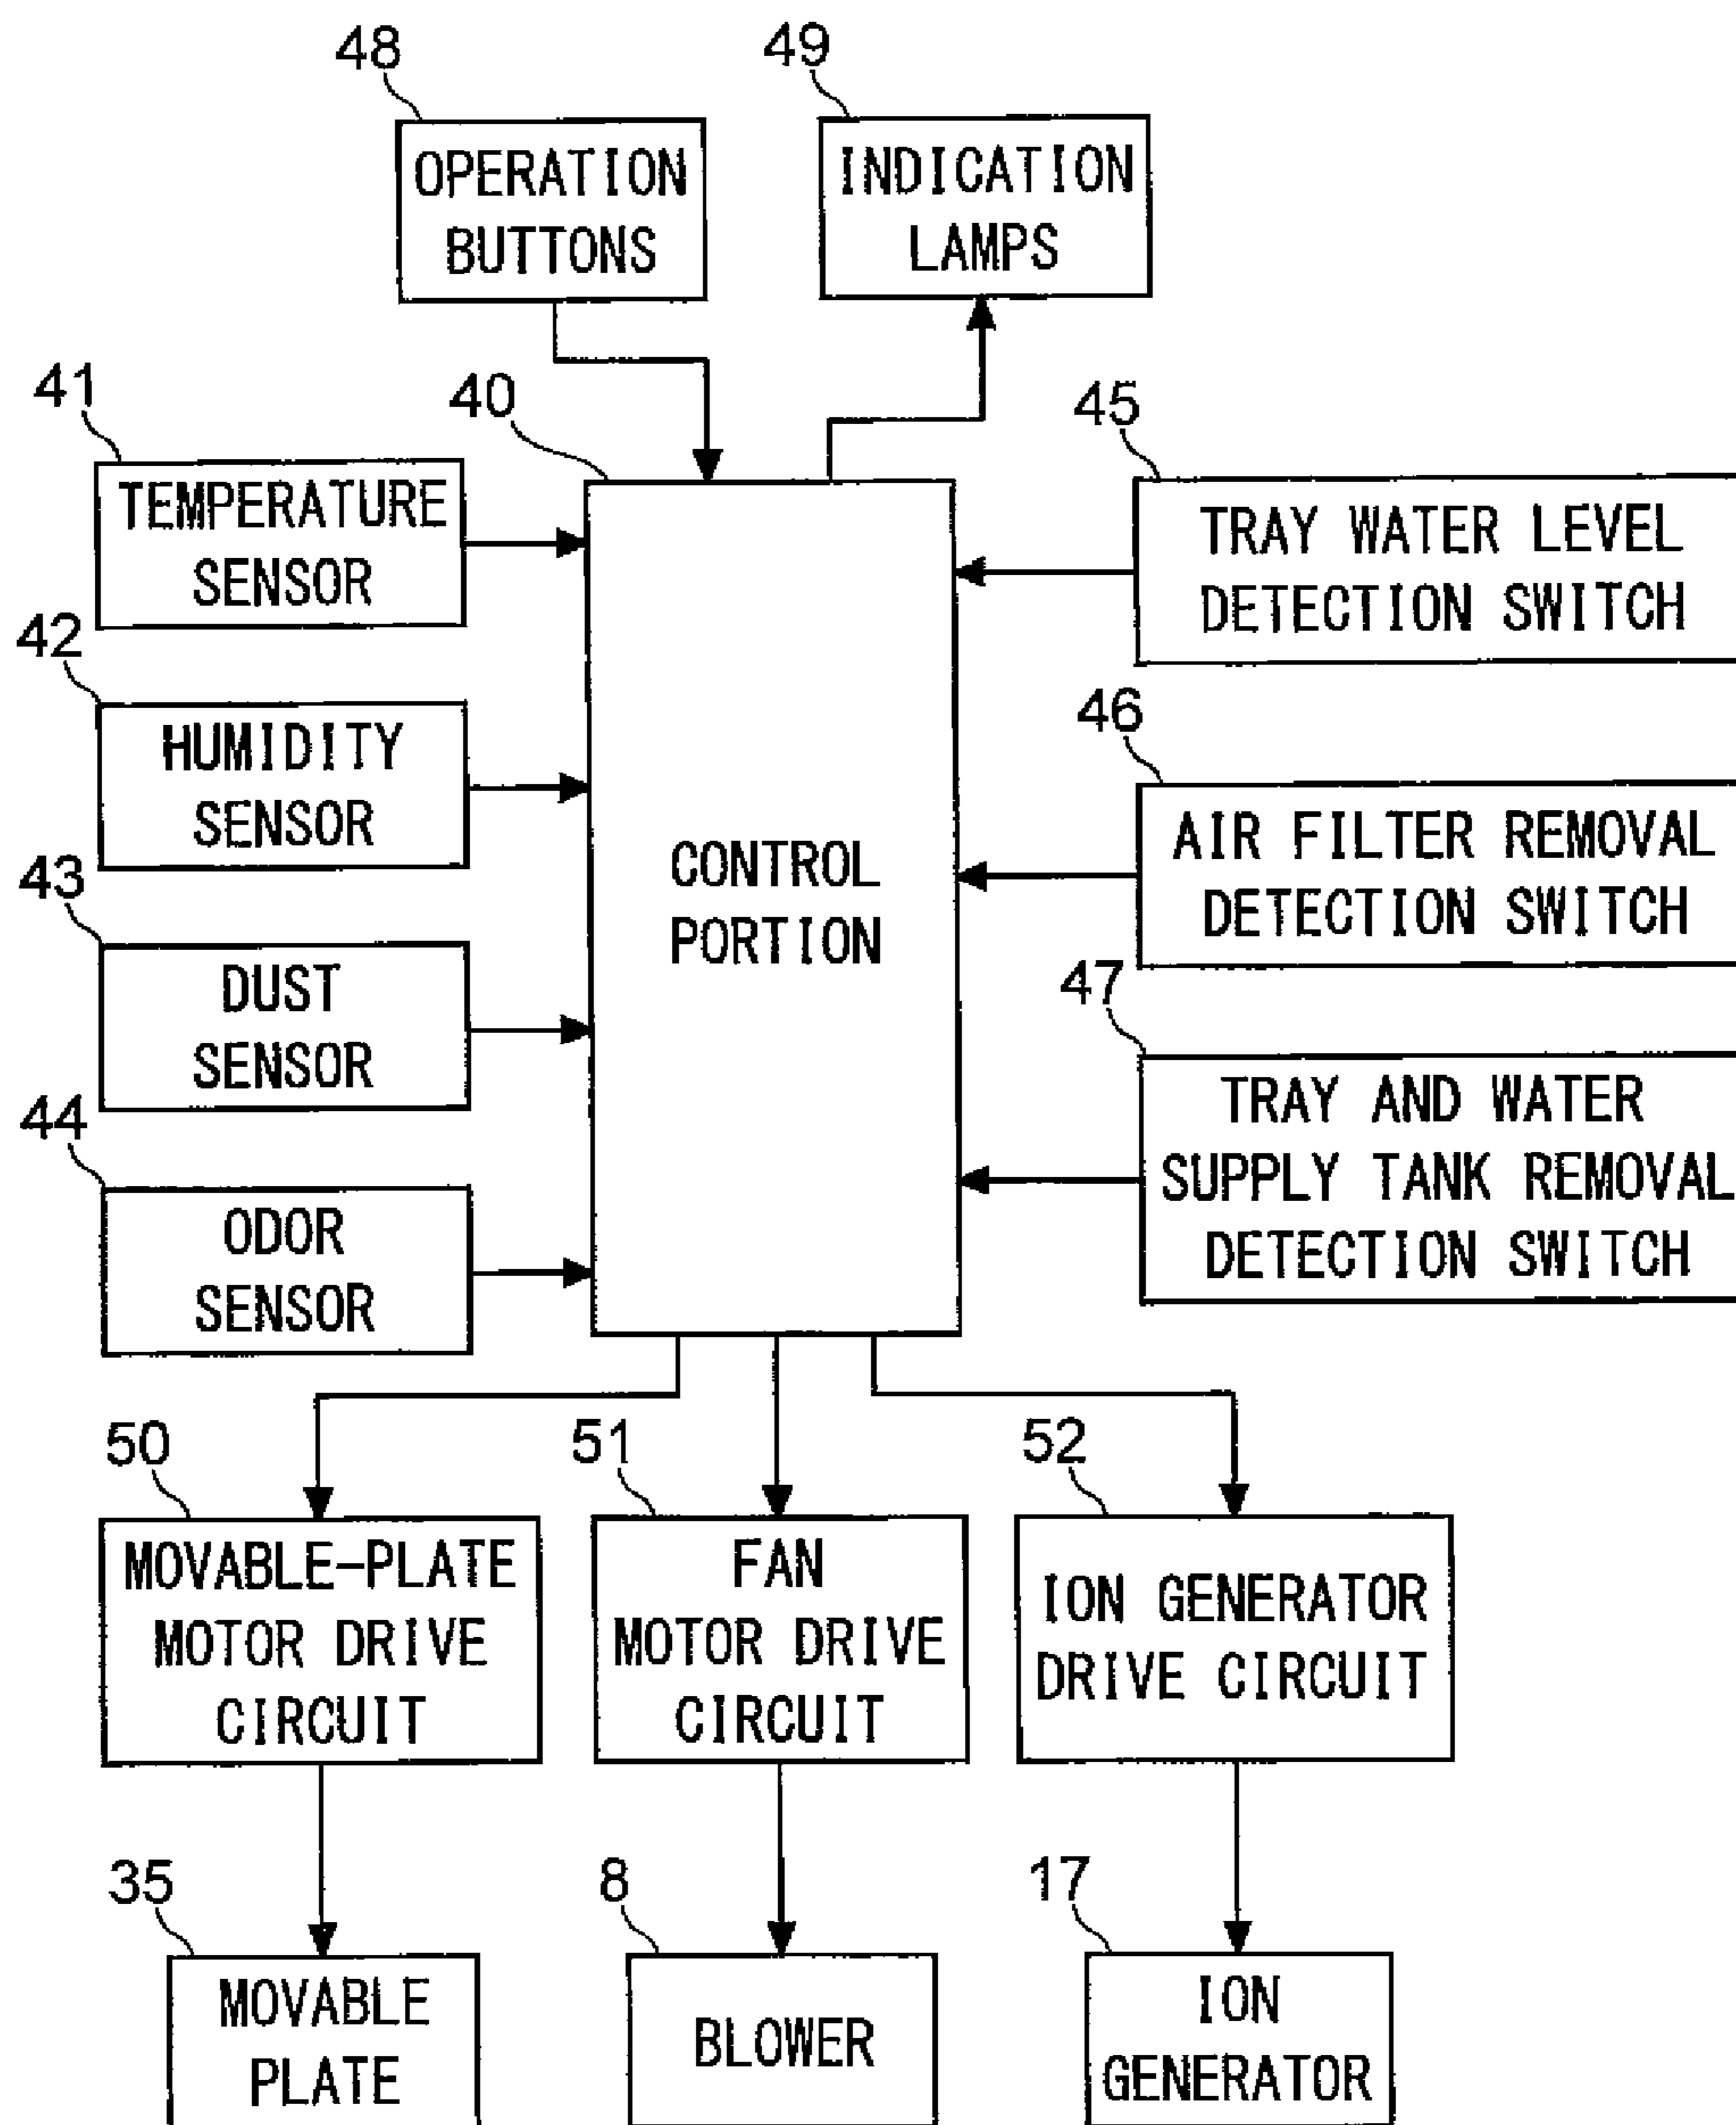 48
OPERATION
BUTTONS
49
INDICATION
LAMPS
41
TEMPERATURE
SENSOR
42
HUMIDITY
SENSOR
43
DUST
SENSOR
44
ODOR
SENSOR
40
CONTROL
PORTION
45
TRAY WATER LEVEL
DETECTION SWITCH
46
AIR FILTER REMOVAL
DETECTION SWITCH
47
TRAY AND WATER
SUPPLY TANK REMOVAL
DETECTION SWITCH
50
MOVABLE-PLATE
MOTOR DRIVE
CIRCUIT
51
FAN
MOTOR DRIVE
CIRCUIT
52
ION GENERATOR
DRIVE CIRCUIT
35
MOVABLE
PLATE
8
BLOWER
17
ION
GENERATOR